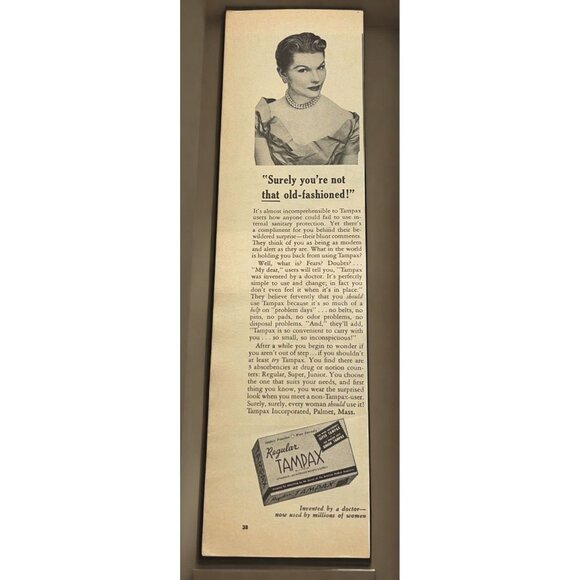 "Surely you're not
that old-fashioned!"
It's almost incomprehensible to Tampax
users how anyone could fail to use in-
ternal sanitary protection. Yet there's
a compliment for you behind their be-
wildered surprise—their blunt comments.
They think of you as being as modern
and alert as they are. What in the world
is holding you back from using Tampax?
Well, what is? Fears? Doubts? . . .
"My dear," users will tell you, "Tampax
was invented by a doctor. It's perfectly
simple to use and change; in fact you
don't even feel it when it's in place."
They believe fervently that you should
use Tampax because it's so much of a
help on "problem days" . . . no belts, no
pins, no pads, no odor problems, no
disposal problems. "And," they'll add,
"Tampax is so convenient to carry with
you . . . so small, so inconspicuous!"
After a while you begin to wonder if
you aren't out of step . . . if you shouldn't
at least try Tampax. You find there are
3 absorbencies at drug or notion coun-
ters: Regular, Super, Junior. You choose
the one that suits your needs, and first
thing you know, you wear the surprised
look when you meet a non-Tampax-user.
Surely, surely, every woman should use it!
Tampax Incorporated, Palmer, Mass.
Regular
TAMPAX
SUPER TAMPAX
JUNIOR TAMPAX
Regular TAMPAX
Invented by a doctor—
now used by millions of women
38